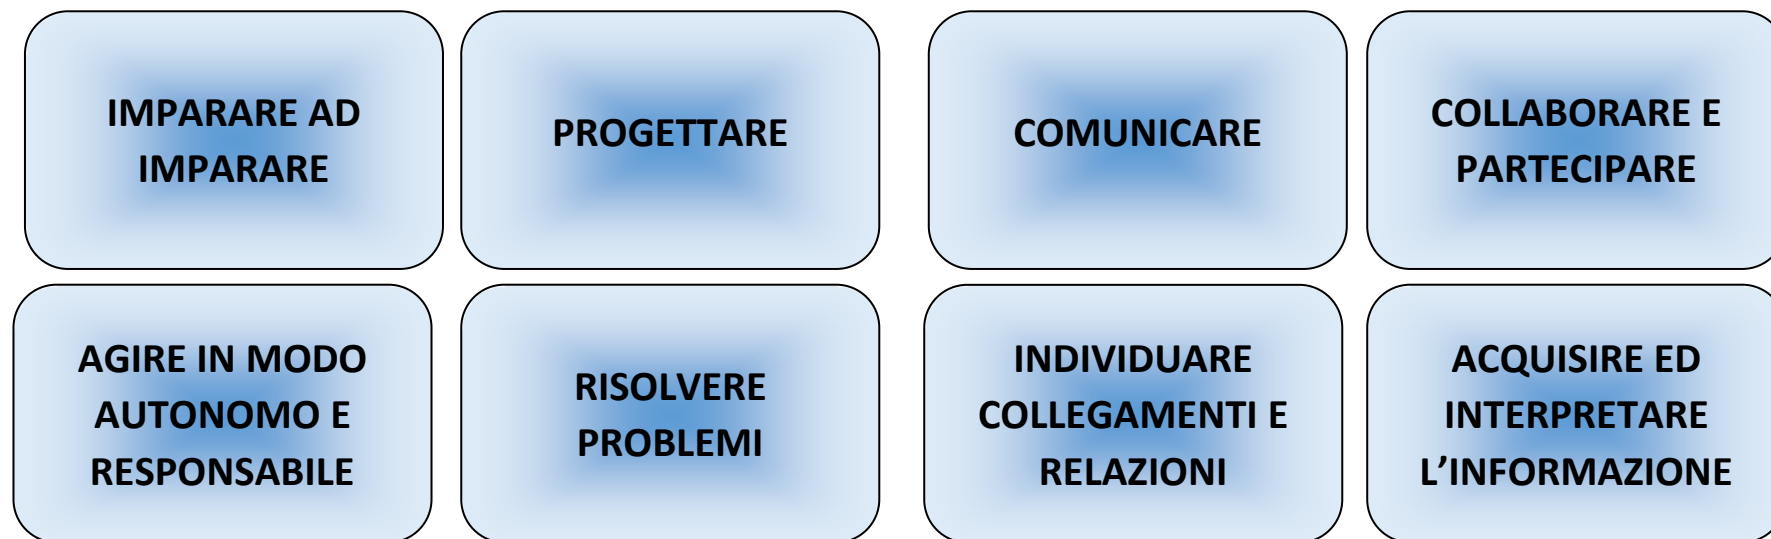 IMPARARE AD
IMPARARE
PROGETTARE
COMUNICARE
COLLABORARE E
PARTECIPARE
AGIRE IN MODO
AUTONOMO E
RESPONSABILE
RISOLVERE
PROBLEMI
INDIVIDUARE
COLLEGAMENTI E
RELAZIONI
ACQUISIRE ED
INTERPRETARE
L’INFORMAZIONE